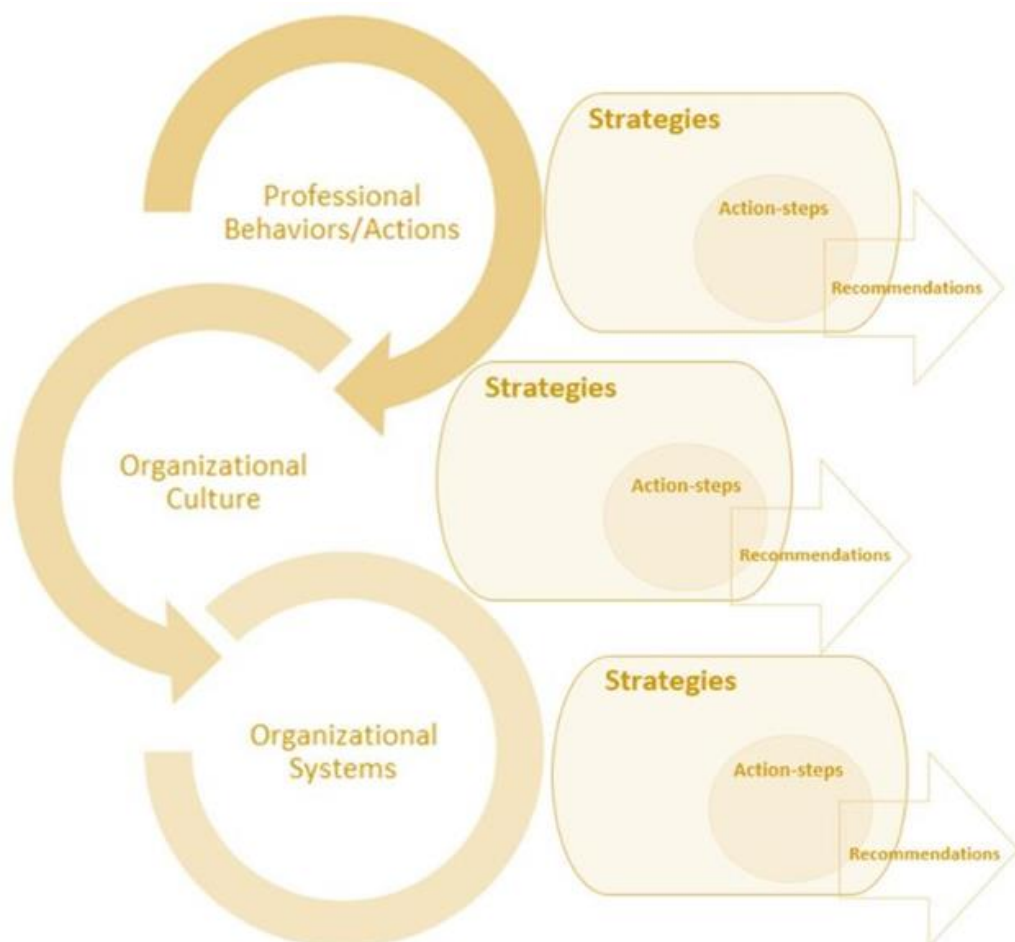 Professional
Behaviors/Actions
Strategies
Action-steps
Recommendations
Organizational
Culture
Strategies
Action-steps
Recommendations
Organizational
Systems
Strategies
Action-steps
Recommendations